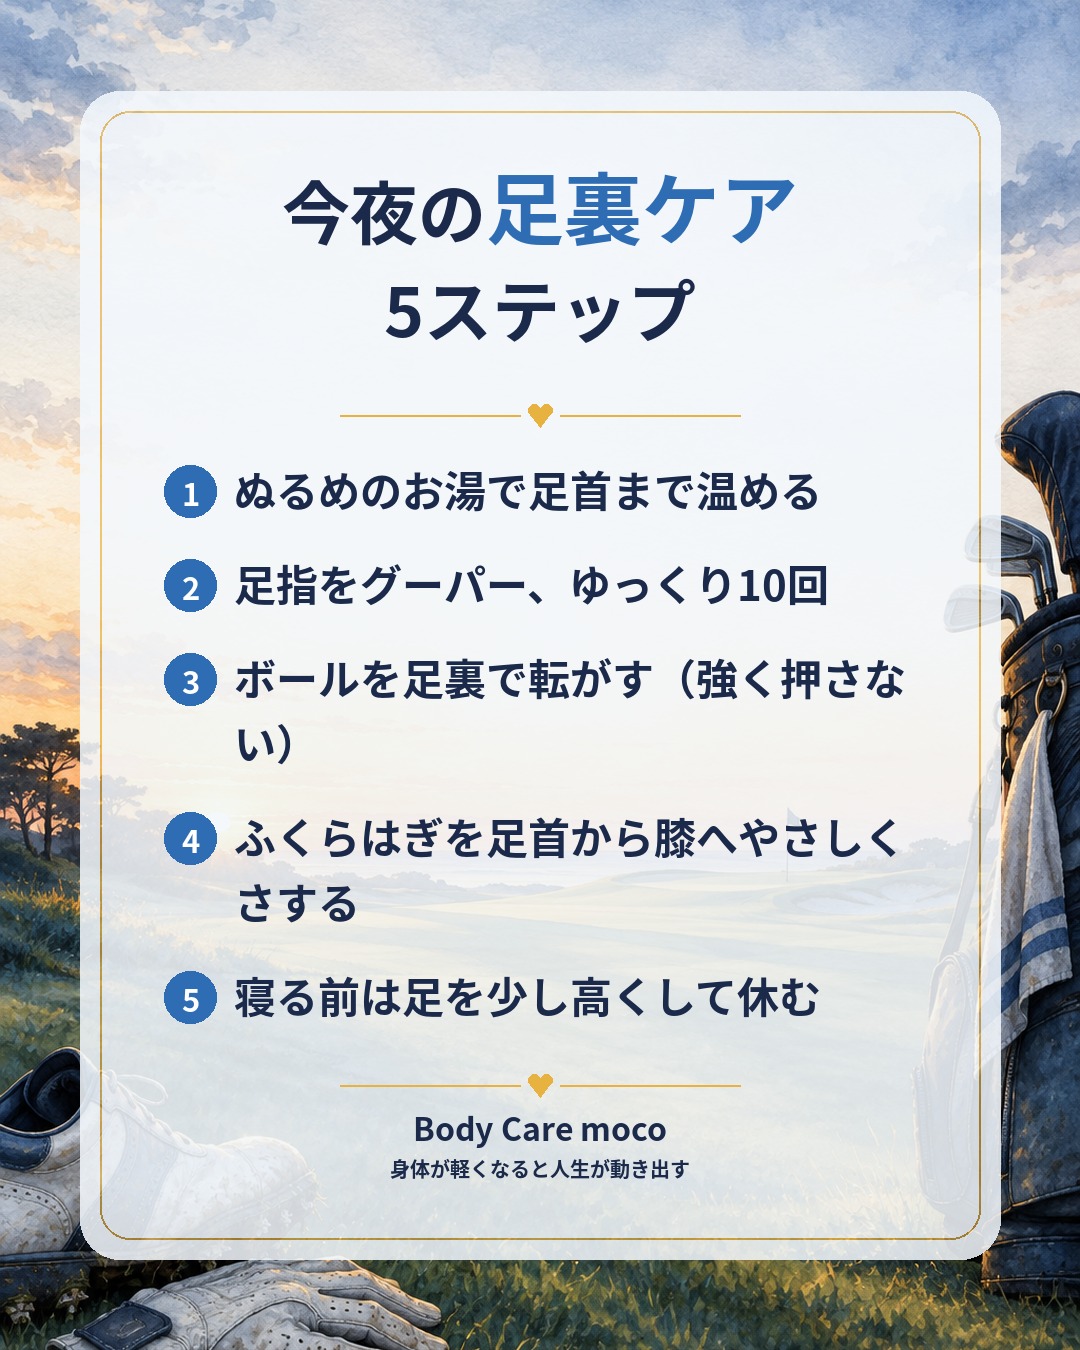 今夜の足裏ケア
5ステップ
1 ぬるめのお湯で足首まで温める
2 足指をグーパー、ゆっくり10回
3 ボールを足裏で転がす（強く押さな
い）
4 ふくらはぎを足首から膝へやさしく
さする
5 寝る前は足を少し高くして休む
Body Care moco
身体が軽くなると人生が動き出す